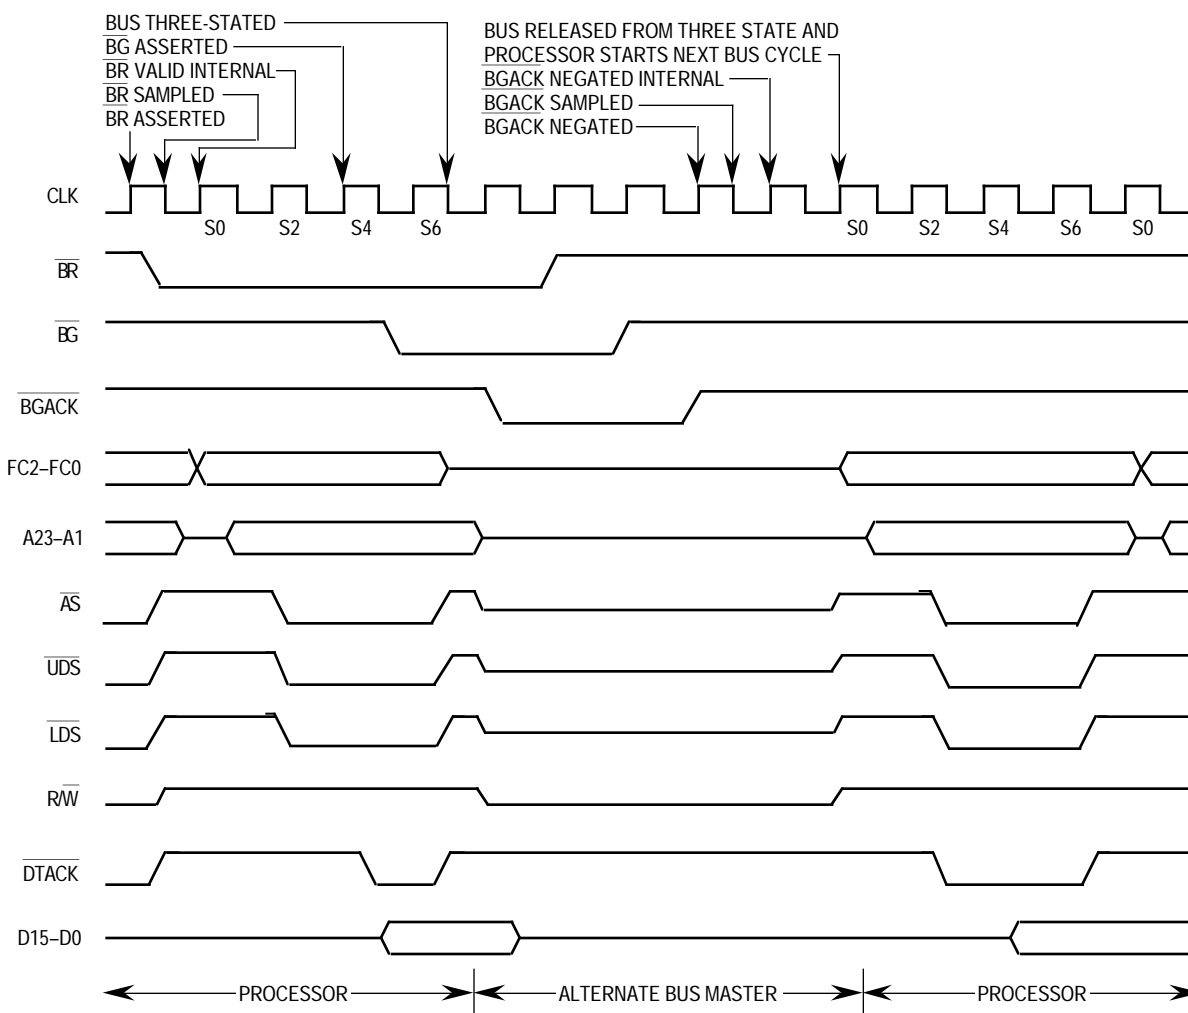 BUS THREE-STATED
BG ASSERTED
BR VALID INTERNAL
BR SAMPLED
BR ASSERTED
BUS RELEASED FROM THREE STATE AND
PROCESSOR STARTS NEXT BUS CYCLE
BGACK NEGATED INTERNAL
BGACK SAMPLED
BGACK NEGATED
CLK
S0 S2 S4 S6 S0 S2 S4 S6 S0
BR
BG
BGACK
FC2–FC0
A23–A1
AS
UDS
LDS
R/W
DTACK
D15–D0
PROCESSOR ALTERNATE BUS MASTER PROCESSOR